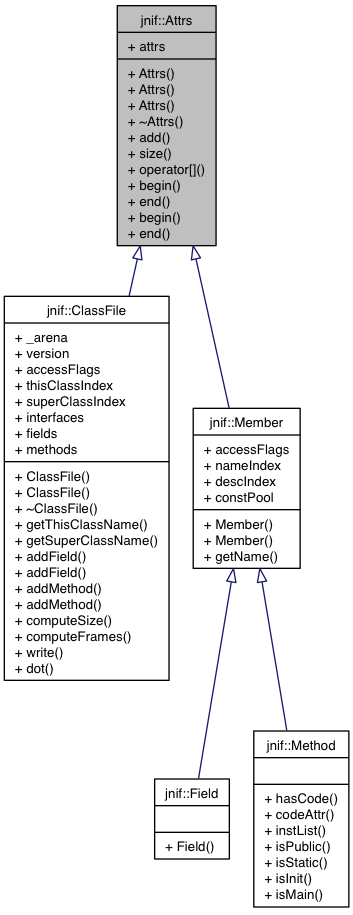 jnif::Attrs
+ attrs
+ Attrs()
+ Attrs()
+ Attrs()
+ ~Attrs()
+ add()
+ size()
+ operator[]()
+ begin()
+ end()
+ begin()
+ end()
jnif::ClassFile
+ _arena
+ version
+ accessFlags
+ thisClassIndex
+ superClassIndex
+ interfaces
+ fields
+ methods
+ ClassFile()
+ ClassFile()
+ ~ClassFile()
+ getThisClassName()
+ getSuperClassName()
+ addField()
+ addField()
+ addMethod()
+ addMethod()
+ computeSize()
+ computeFrames()
+ write()
+ dot()
jnif::Member
+ accessFlags
+ nameIndex
+ descIndex
+ constPool
+ Member()
+ Member()
+ getName()
jnif::Field
+ Field()
jnif::Method
+ hasCode()
+ codeAttr()
+ instList()
+ isPublic()
+ isStatic()
+ isInit()
+ isMain()